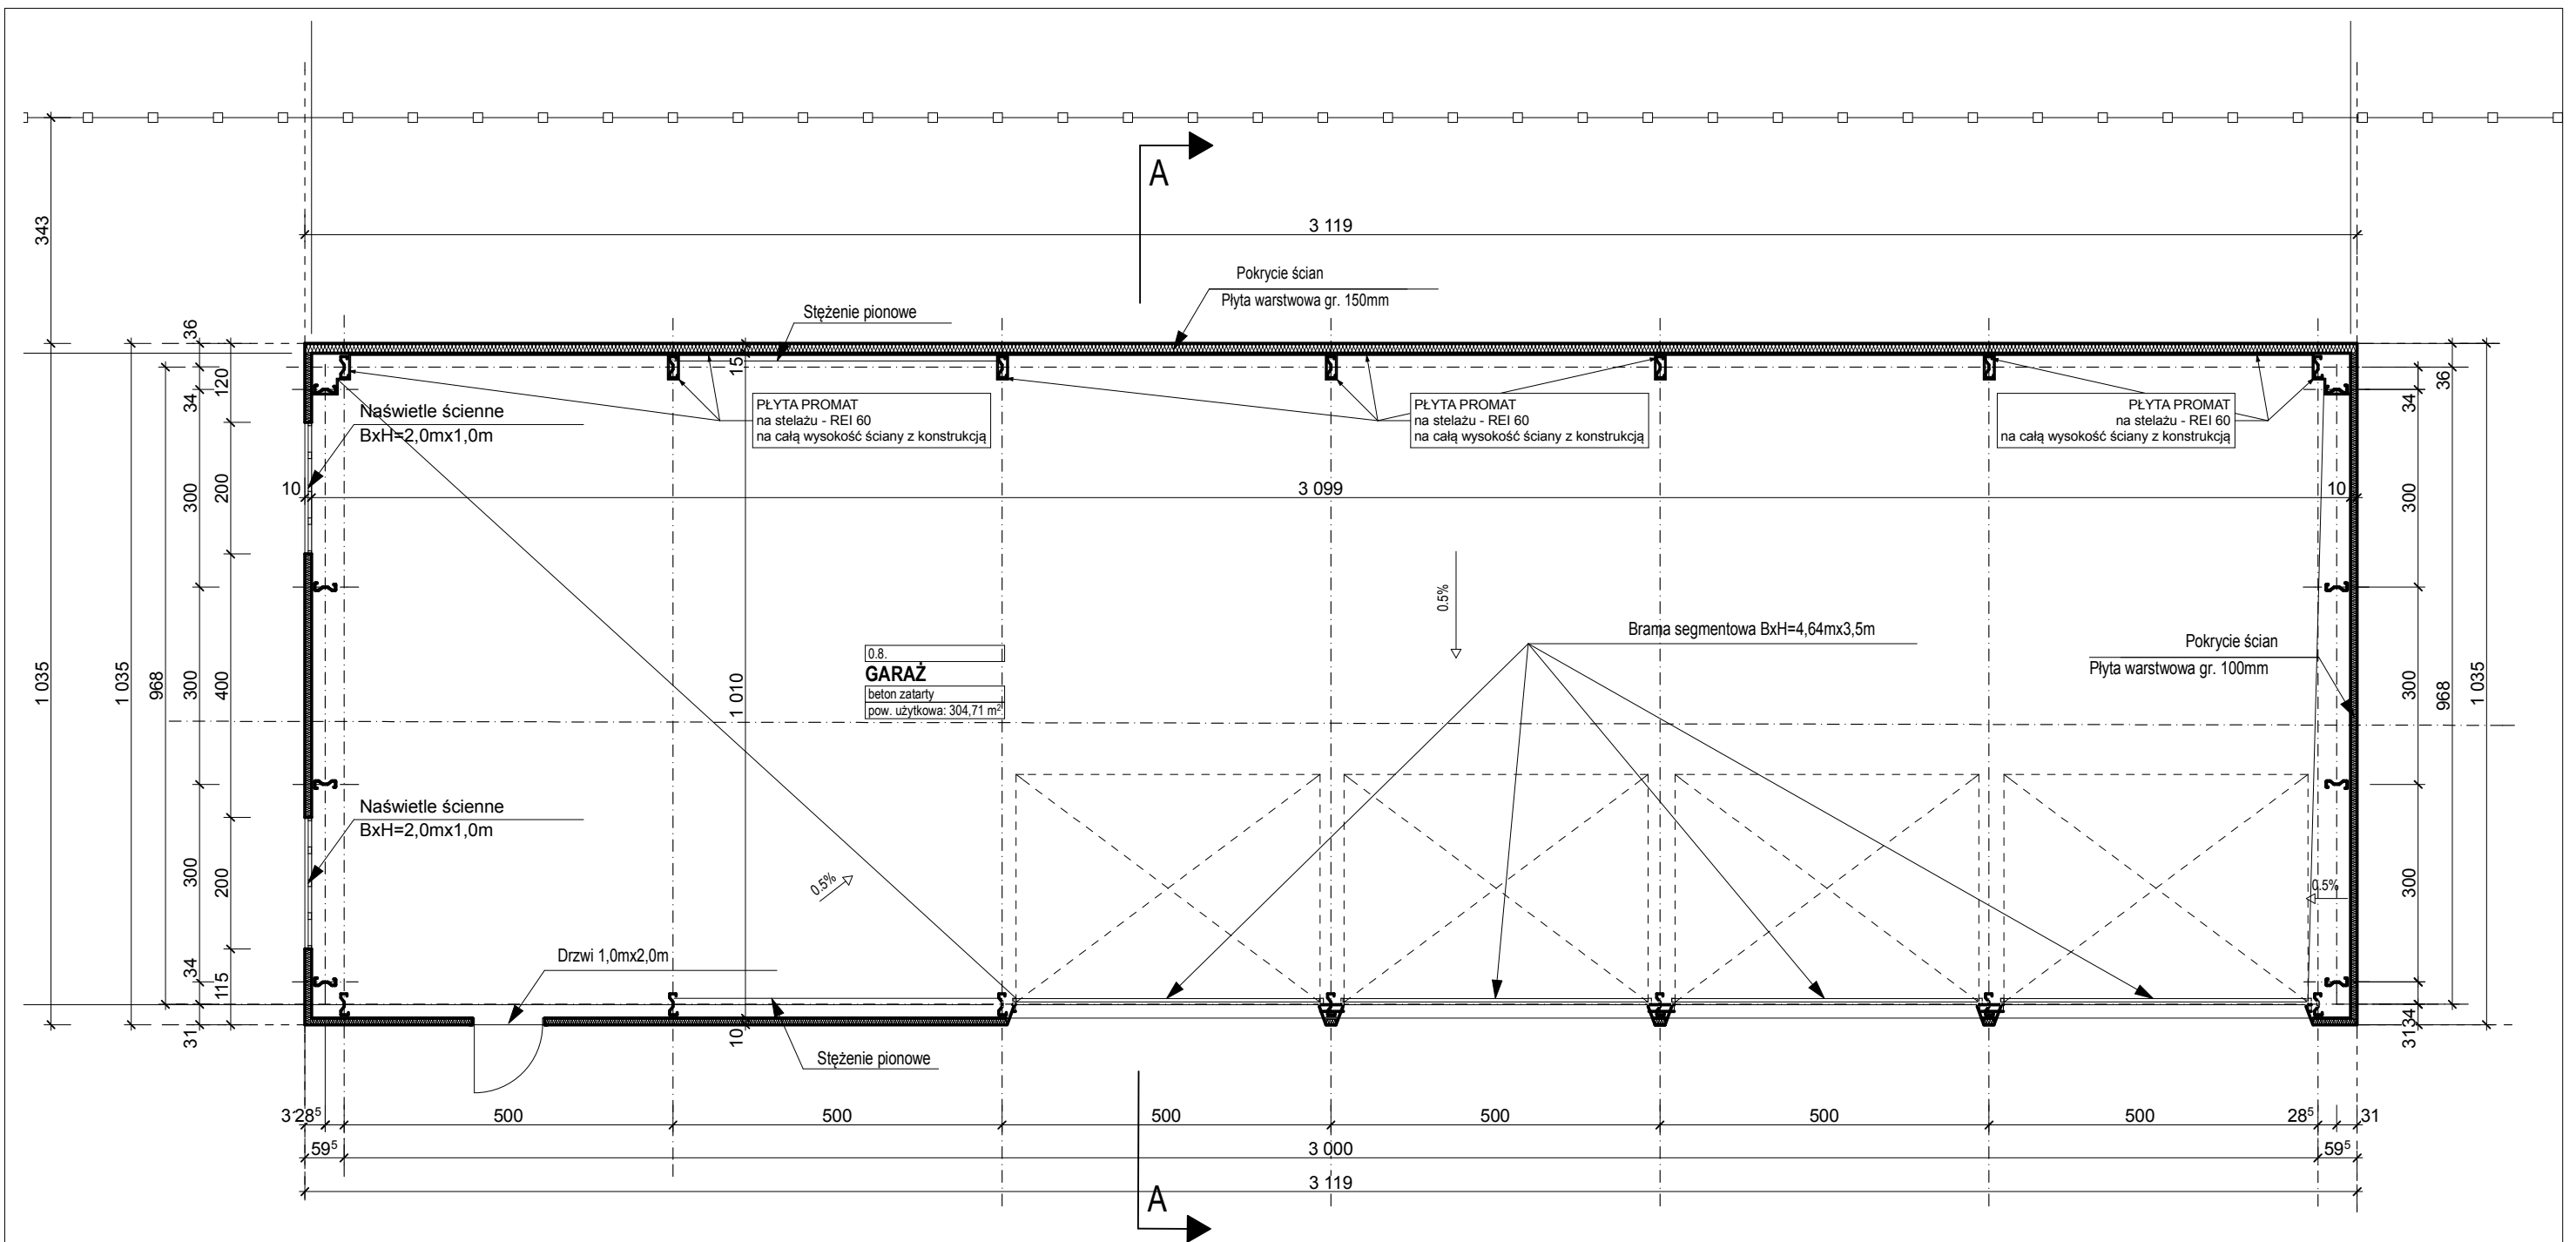 A
343
3 119
Pokrycie ścian
Płyta warstwowa gr. 150mm
Stężenie pionowe
36
120
34
15
36
34
Naświetle ścienne
BxH=2,0mx1,0m
PŁYTA PROMAT
na stelażu - REI 60
na całą wysokość ściany z konstrukcją
PŁYTA PROMAT
na stelażu - REI 60
na całą wysokość ściany z konstrukcją
PŁYTA PROMAT
na stelażu - REI 60
na całą wysokość ściany z konstrukcją
300
200
10
3 099
10
300
0.5%
Brama segmentowa BxH=4,64mx3,5m
Pokrycie ścian
Płyta warstwowa gr. 100mm
0.8.
GARAŻ
beton zatarty
pow. użytkowa: 304,71 m²
1 035
1 035
968
300
400
1 010
300
968
1 035
Naświetle ścienne
BxH=2,0mx1,0m
300
200
0.5%
0.5%
300
34
115
31
Drzwi 1,0mx2,0m
10
Stężenie pionowe
34
31
28⁵
500
500
500
500
500
500
28⁵
31
59⁵
3 000
59⁵
3 119
A